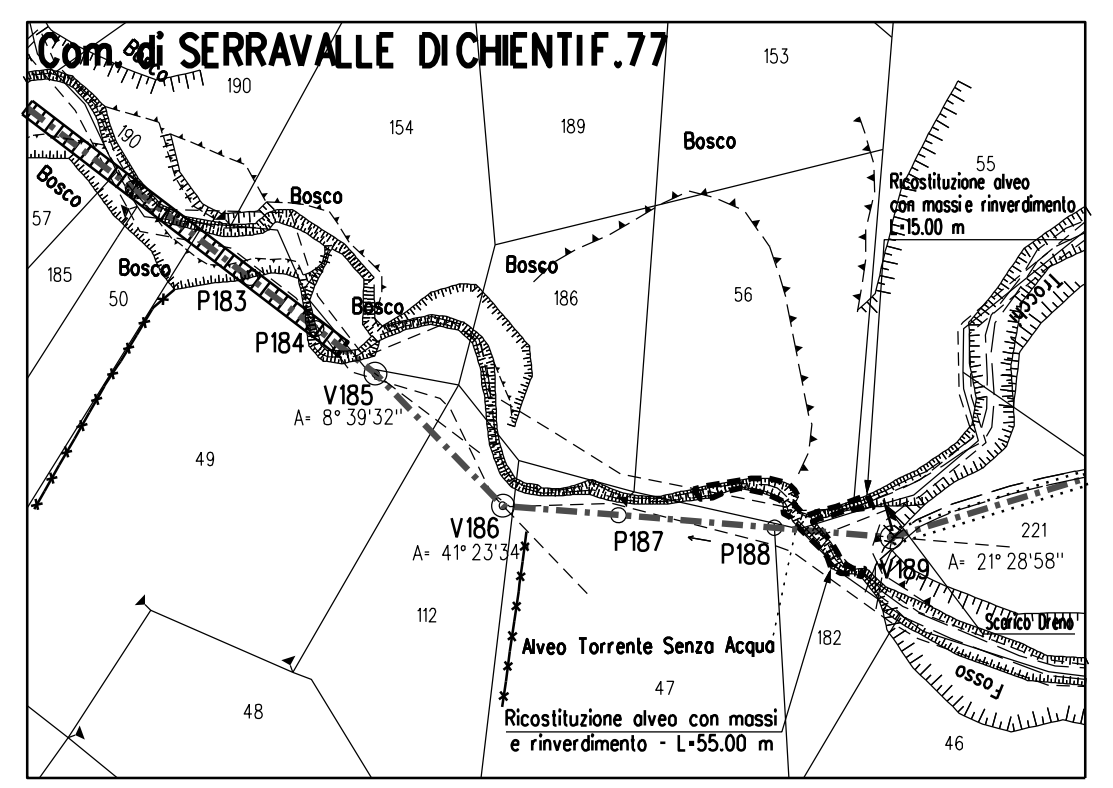 Com. di SERRAVALLE DI CHIENTI F.77
Bosco
190
153
154
189
190
Bosco
55
Ricostituzione alveo
con massi e rinverdimento
L=15.00 m
Bosco
Bosco
57
Bosco
Bosco
185
50
P183
186
56
Bosco
Trocchi
P184
V185
A= 8° 39'32''
49
V186
A= 41° 23'34
P187
P188
V189
221
A= 21° 28'58''
112
Scarico Dreno
Alveo Torrente Senza Acqua
182
47
Fosso
48
Ricostituzione alveo con massi
e rinverdimento - L=55.00 m
46